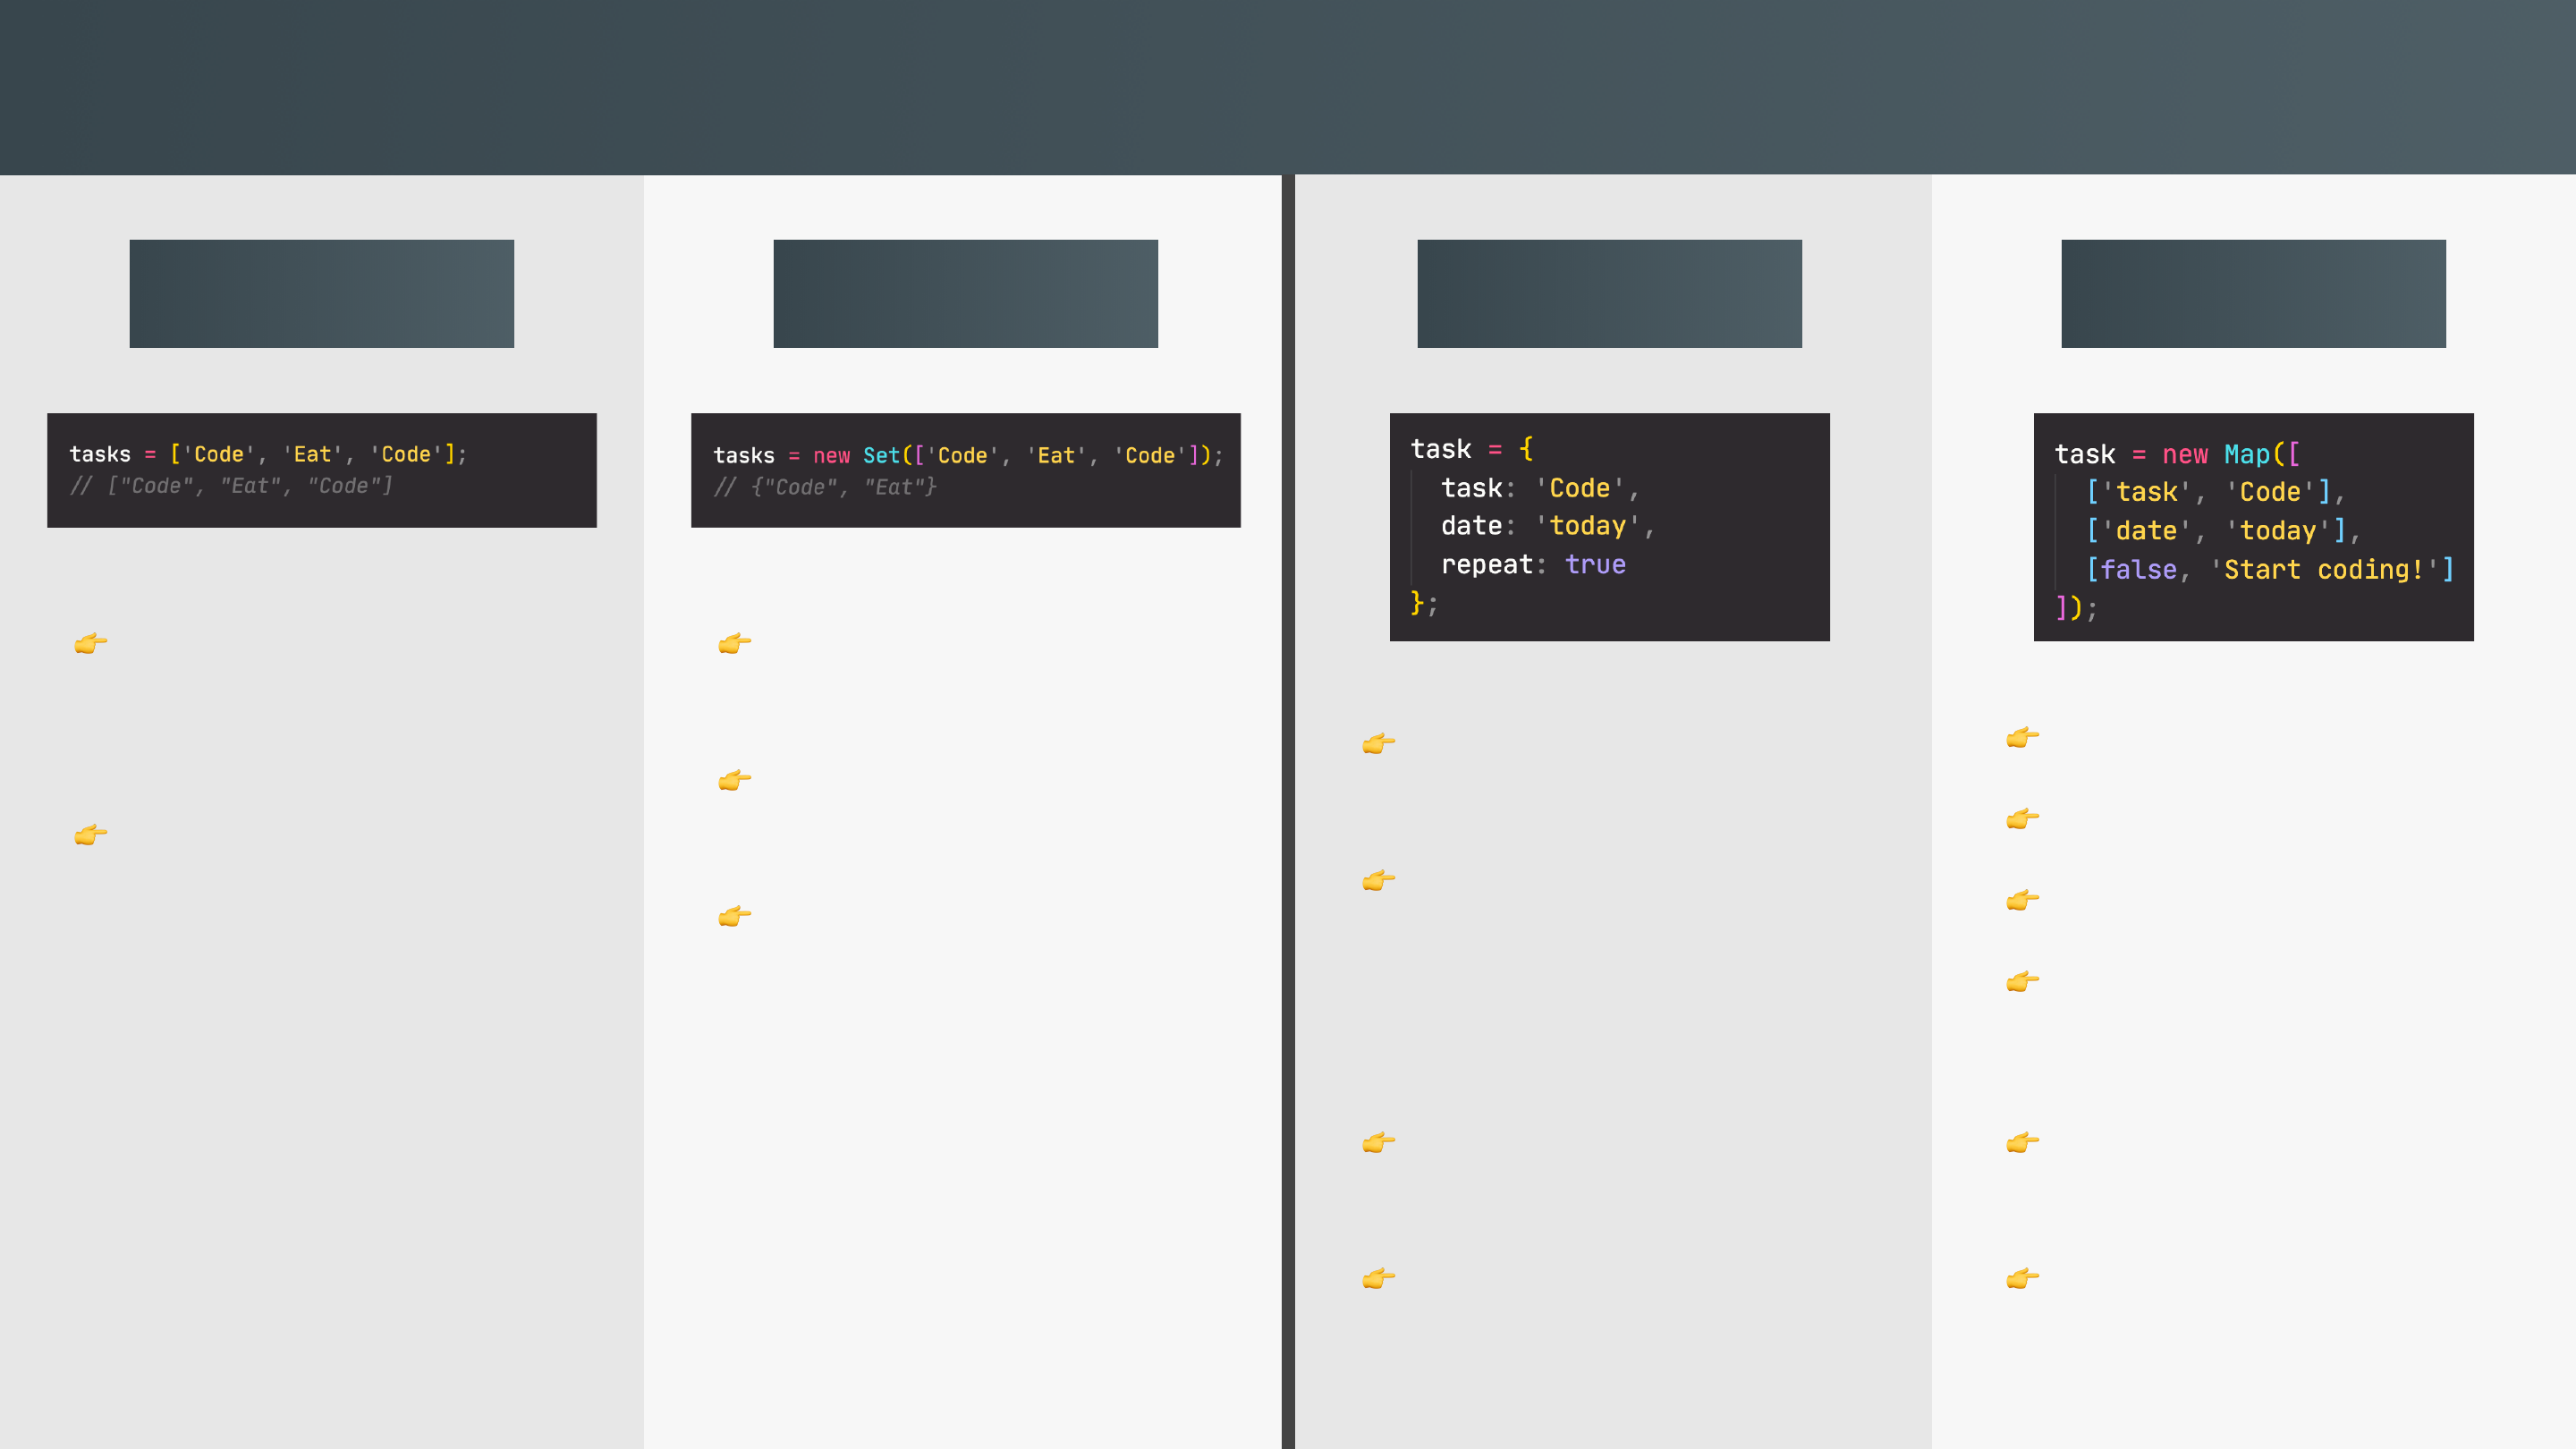 tasks = ['Code', 'Eat', 'Code'];
// ["Code", "Eat", "Code"]
tasks = new Set(['Code', 'Eat', 'Code']);
// {"Code", "Eat"}
task = {
task: 'Code',
date: 'today',
repeat: true
};
task = new Map([
['task', 'Code'],
['date', 'today'],
[false, 'Start coding!']
]);